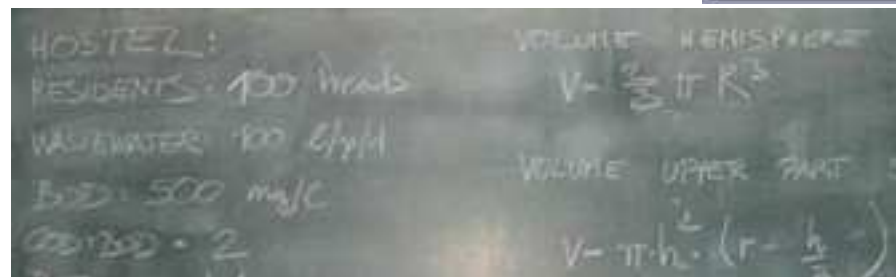 HOSTEL:
RESIDENTS: 100 heads
WASTEWATER 100 l/p/d
BOD: 500 mg/l
COD:BOD = 2
VOLUME HEMISPHERE
V= 2/3 π R³
VOLUME UPPER PART
V= π·h²·(r - h